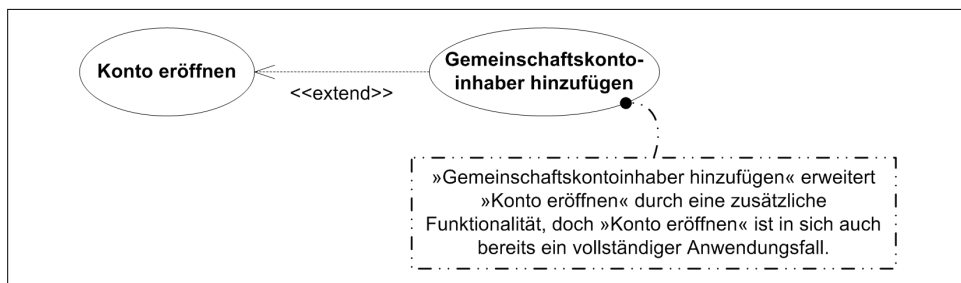 Konto eröffnen
<<extend>>
Gemeinschaftskonto-
inhaber hinzufügen
»Gemeinschaftskontoinhaber hinzufügen« erweitert
»Konto eröffnen« durch eine zusätzliche
Funktionalität, doch »Konto eröffnen« ist in sich auch
bereits ein vollständiger Anwendungsfall.